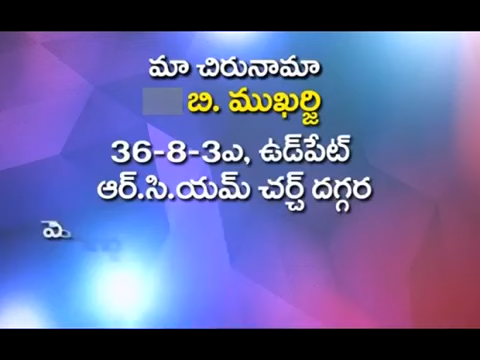 మా చిరునామా
బి. ముఖర్జి
36-8-3ఎ, ఉడ్‌పేట్
ఆర్.సి.యమ్ చర్చ్ దగ్గర